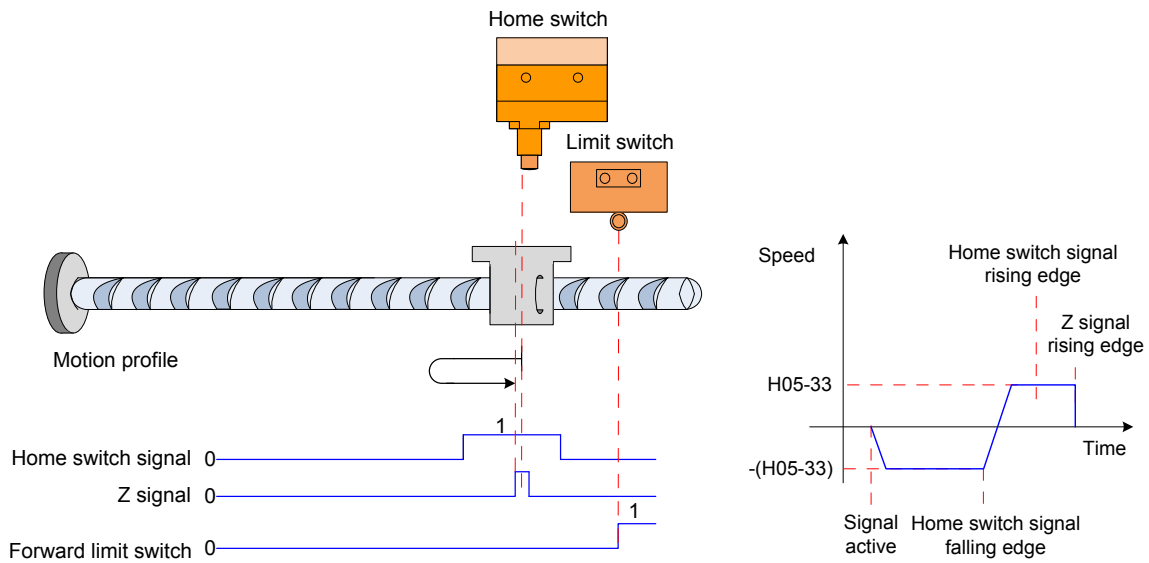 Home switch
Limit switch
Motion profile
1
Home switch signal 0
Z signal 0
1
Forward limit switch 0
Speed
Home switch signal
rising edge
Z signal
rising edge
H05-33
Time
-(H05-33)
Signal
active
Home switch signal
falling edge